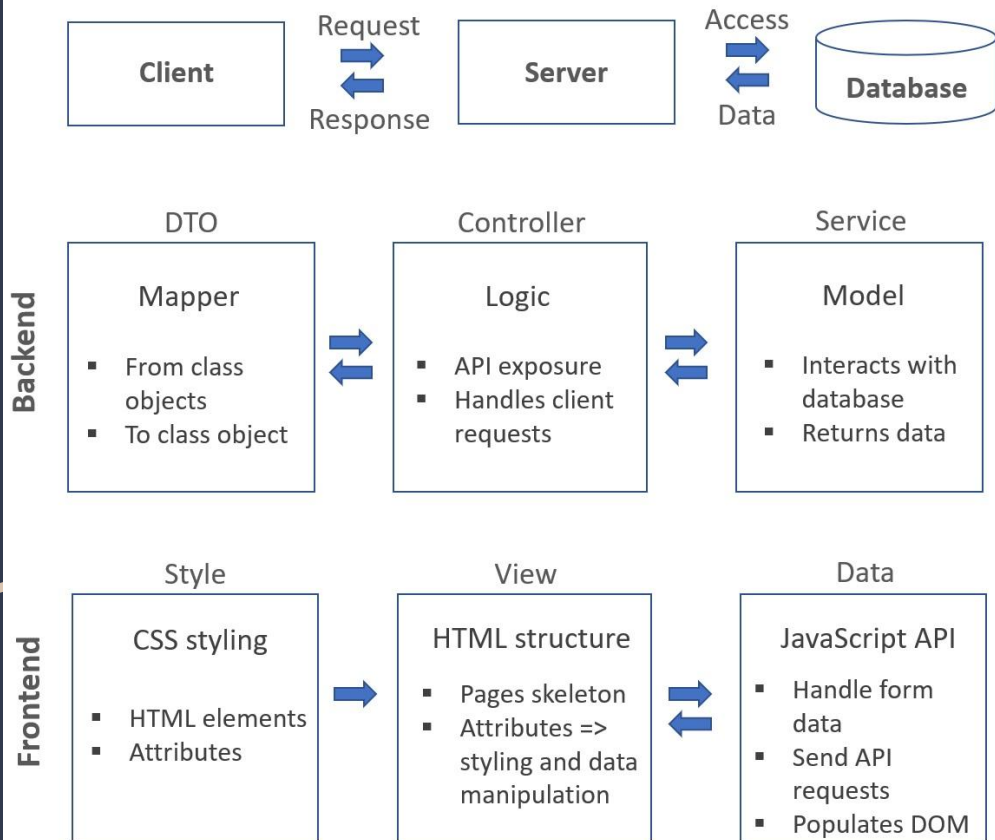 Client
Request
Response
Server
Access
Data
Database
Backend
DTO
Mapper
▪ From class
objects
▪ To class object
Controller
Logic
▪ API exposure
▪ Handles client
requests
Service
Model
▪ Interacts with
database
▪ Returns data
Frontend
Style
CSS styling
▪ HTML elements
▪ Attributes
View
HTML structure
▪ Pages skeleton
▪ Attributes =>
styling and data
manipulation
Data
JavaScript API
▪ Handle form
data
▪ Send API
requests
▪ Populates DOM